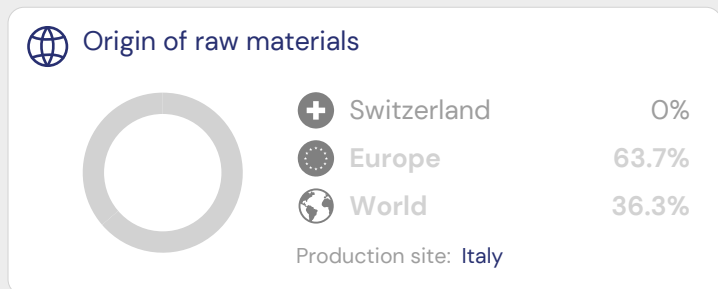 Origin of raw materials
Switzerland 0%
Europe 63.7%
World 36.3%
Production site: Italy